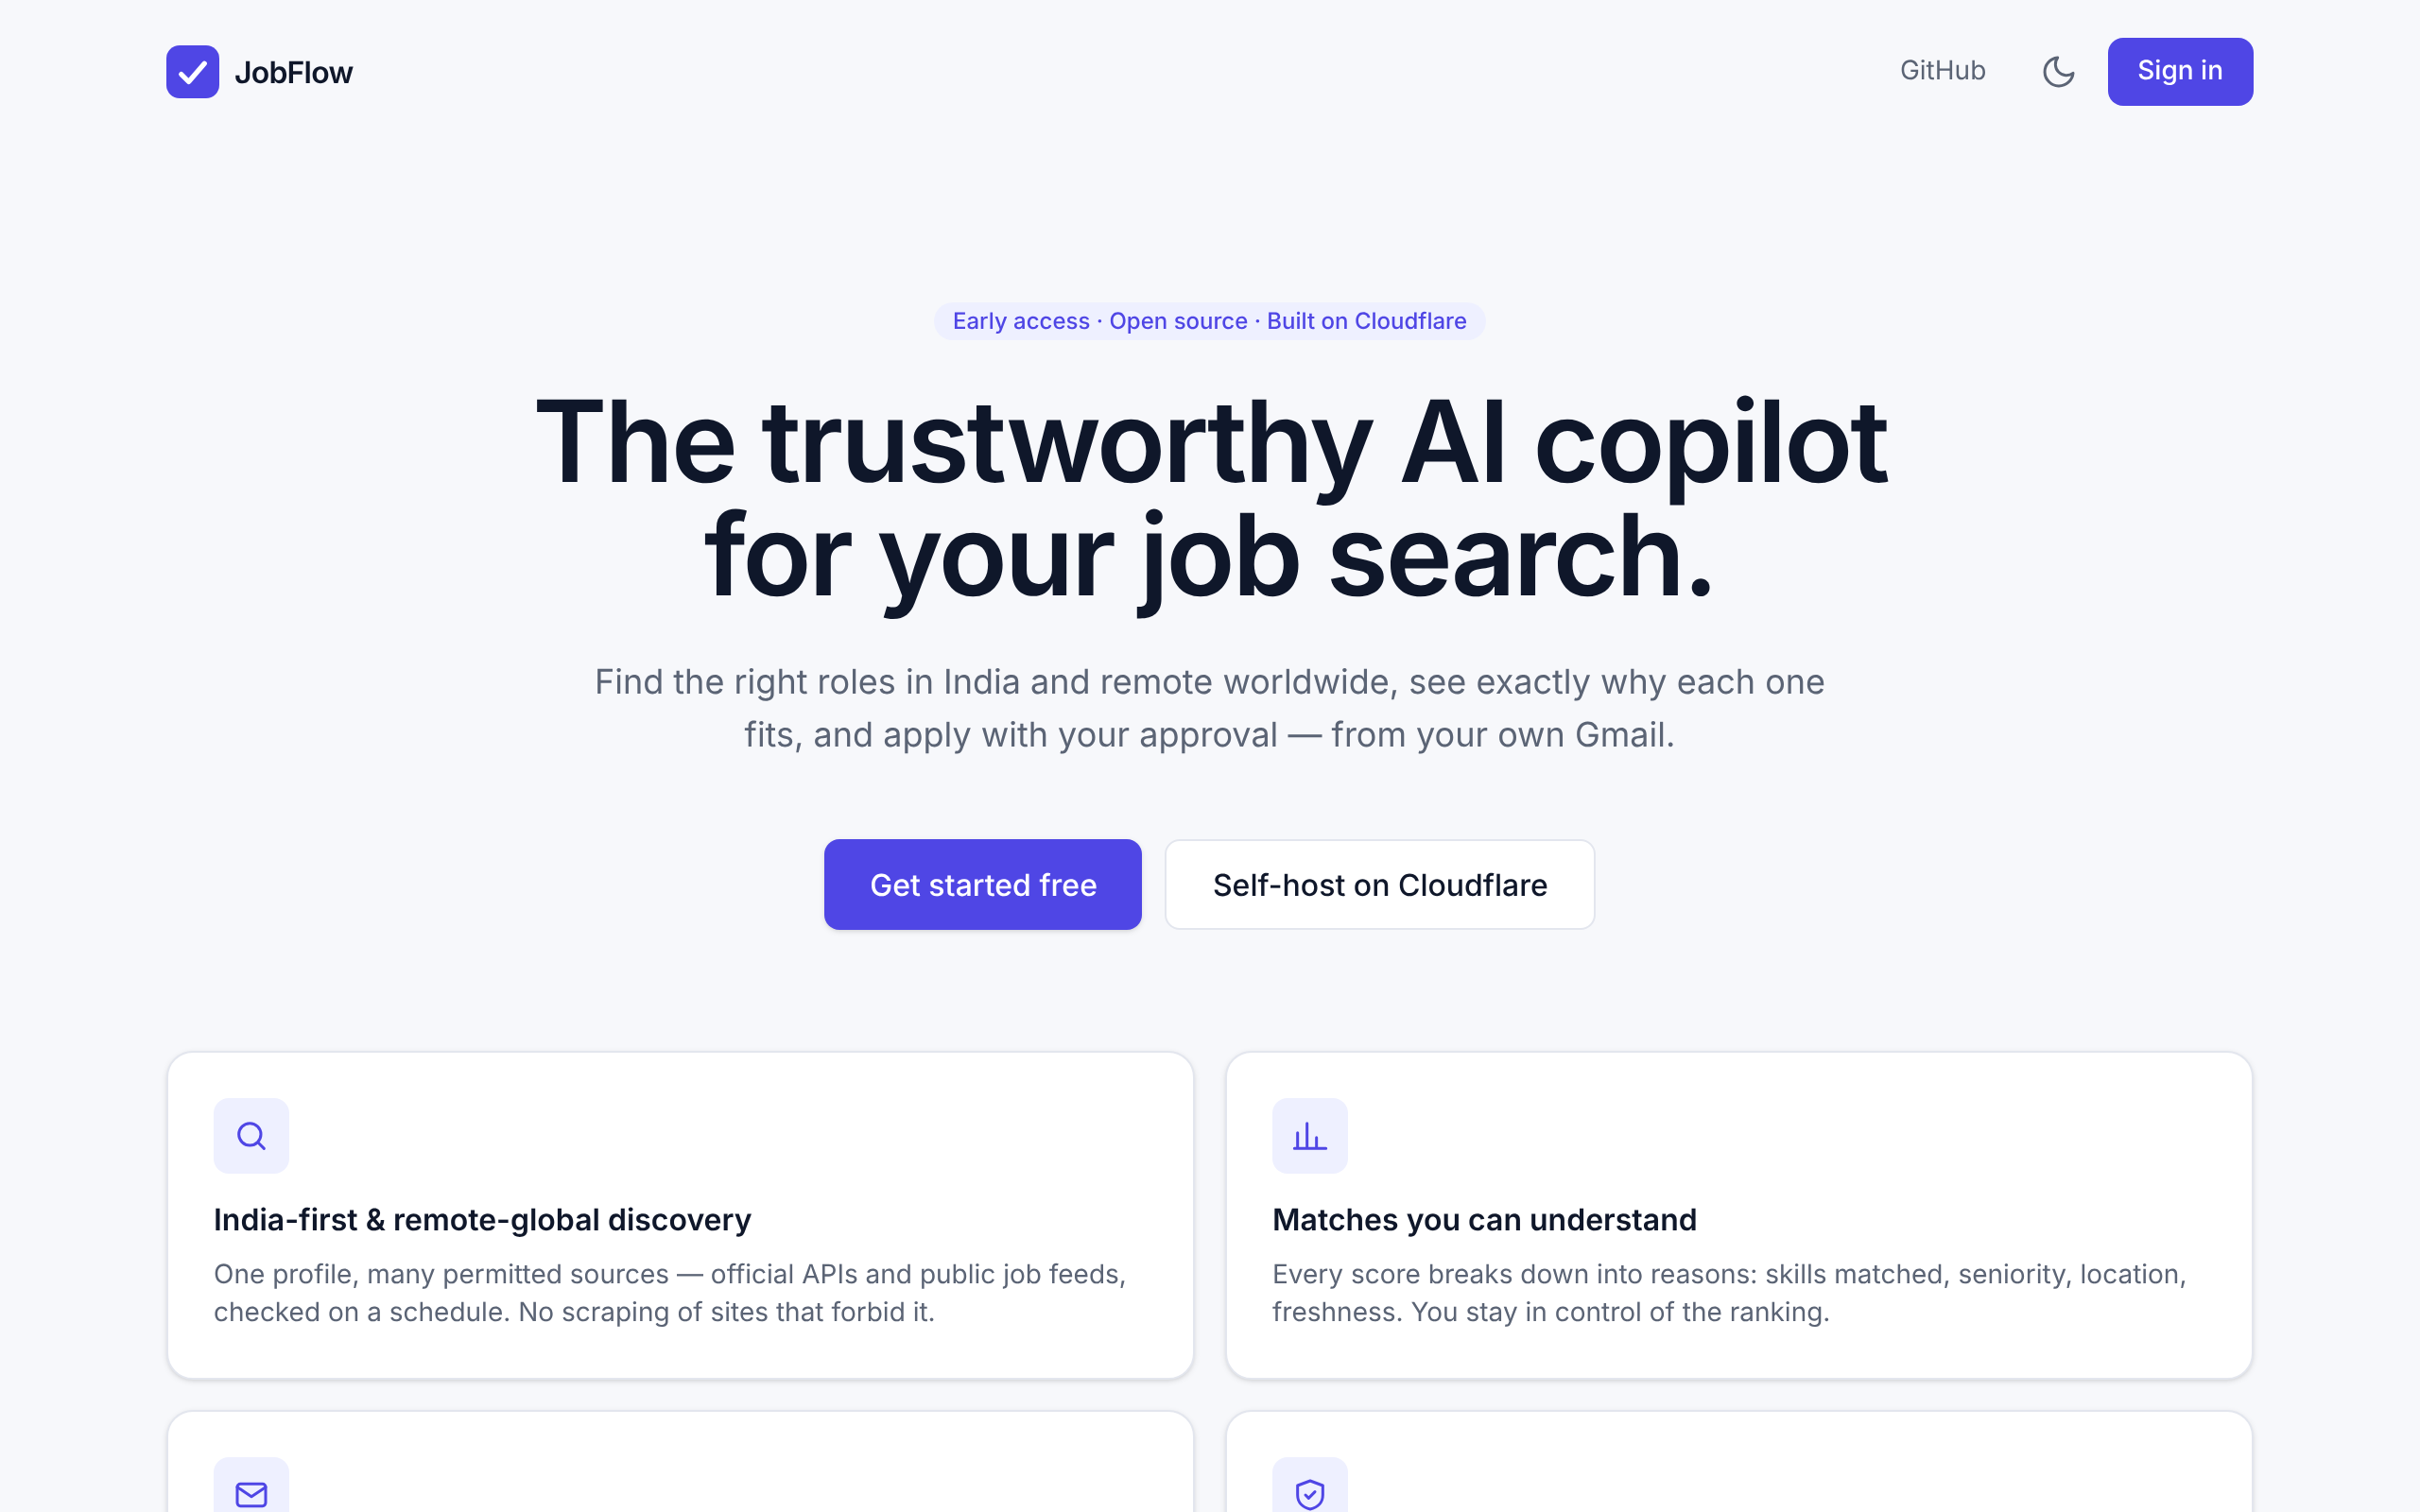 JobFlow
GitHub
Sign in
Early access · Open source · Built on Cloudflare
The trustworthy AI copilot
for your job search.
Find the right roles in India and remote worldwide, see exactly why each one
fits, and apply with your approval — from your own Gmail.
Get started free
Self-host on Cloudflare
India-first & remote-global discovery
One profile, many permitted sources — official APIs and public job feeds,
checked on a schedule. No scraping of sites that forbid it.
Matches you can understand
Every score breaks down into reasons: skills matched, seniority, location,
freshness. You stay in control of the ranking.